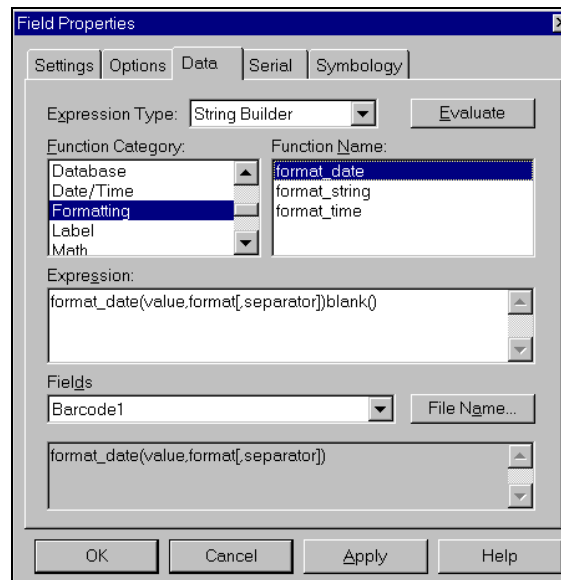 Field Properties
Settings Options Data Serial Symbology
Expression Type: String Builder Evaluate
Function Category: Function Name:
Database format_date
Date/Time format_string
Formatting format_time
Label
Math
Expression:
format_date(value,format[,separator])blank()
Fields
Barcode1 File Name...
format_date(value,format[,separator])
OK Cancel Apply Help